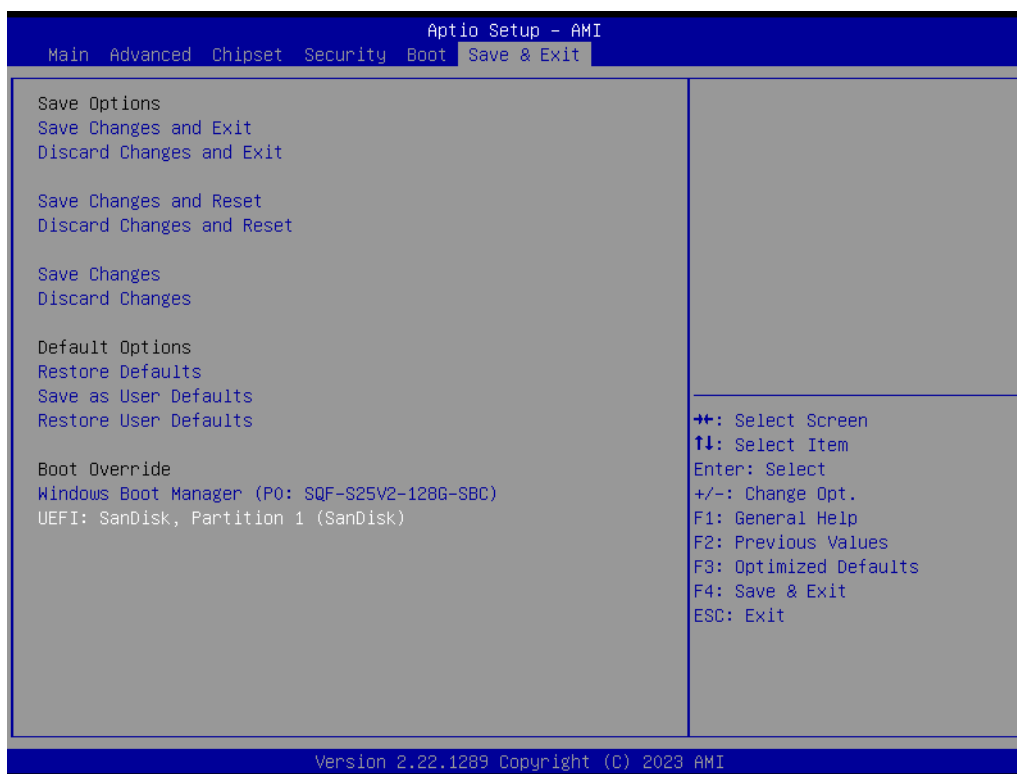 Aptio Setup – AMI
Main Advanced Chipset Security Boot Save & Exit
Save Options
Save Changes and Exit
Discard Changes and Exit
Save Changes and Reset
Discard Changes and Reset
Save Changes
Discard Changes
Default Options
Restore Defaults
Save as User Defaults
Restore User Defaults
Boot Override
Windows Boot Manager (P0: SQF-S25V2-128G-SBC)
UEFI: SanDisk, Partition 1 (SanDisk)
→←: Select Screen
↑↓: Select Item
Enter: Select
+/-: Change Opt.
F1: General Help
F2: Previous Values
F3: Optimized Defaults
F4: Save & Exit
ESC: Exit
Version 2.22.1289 Copyright (C) 2023 AMI